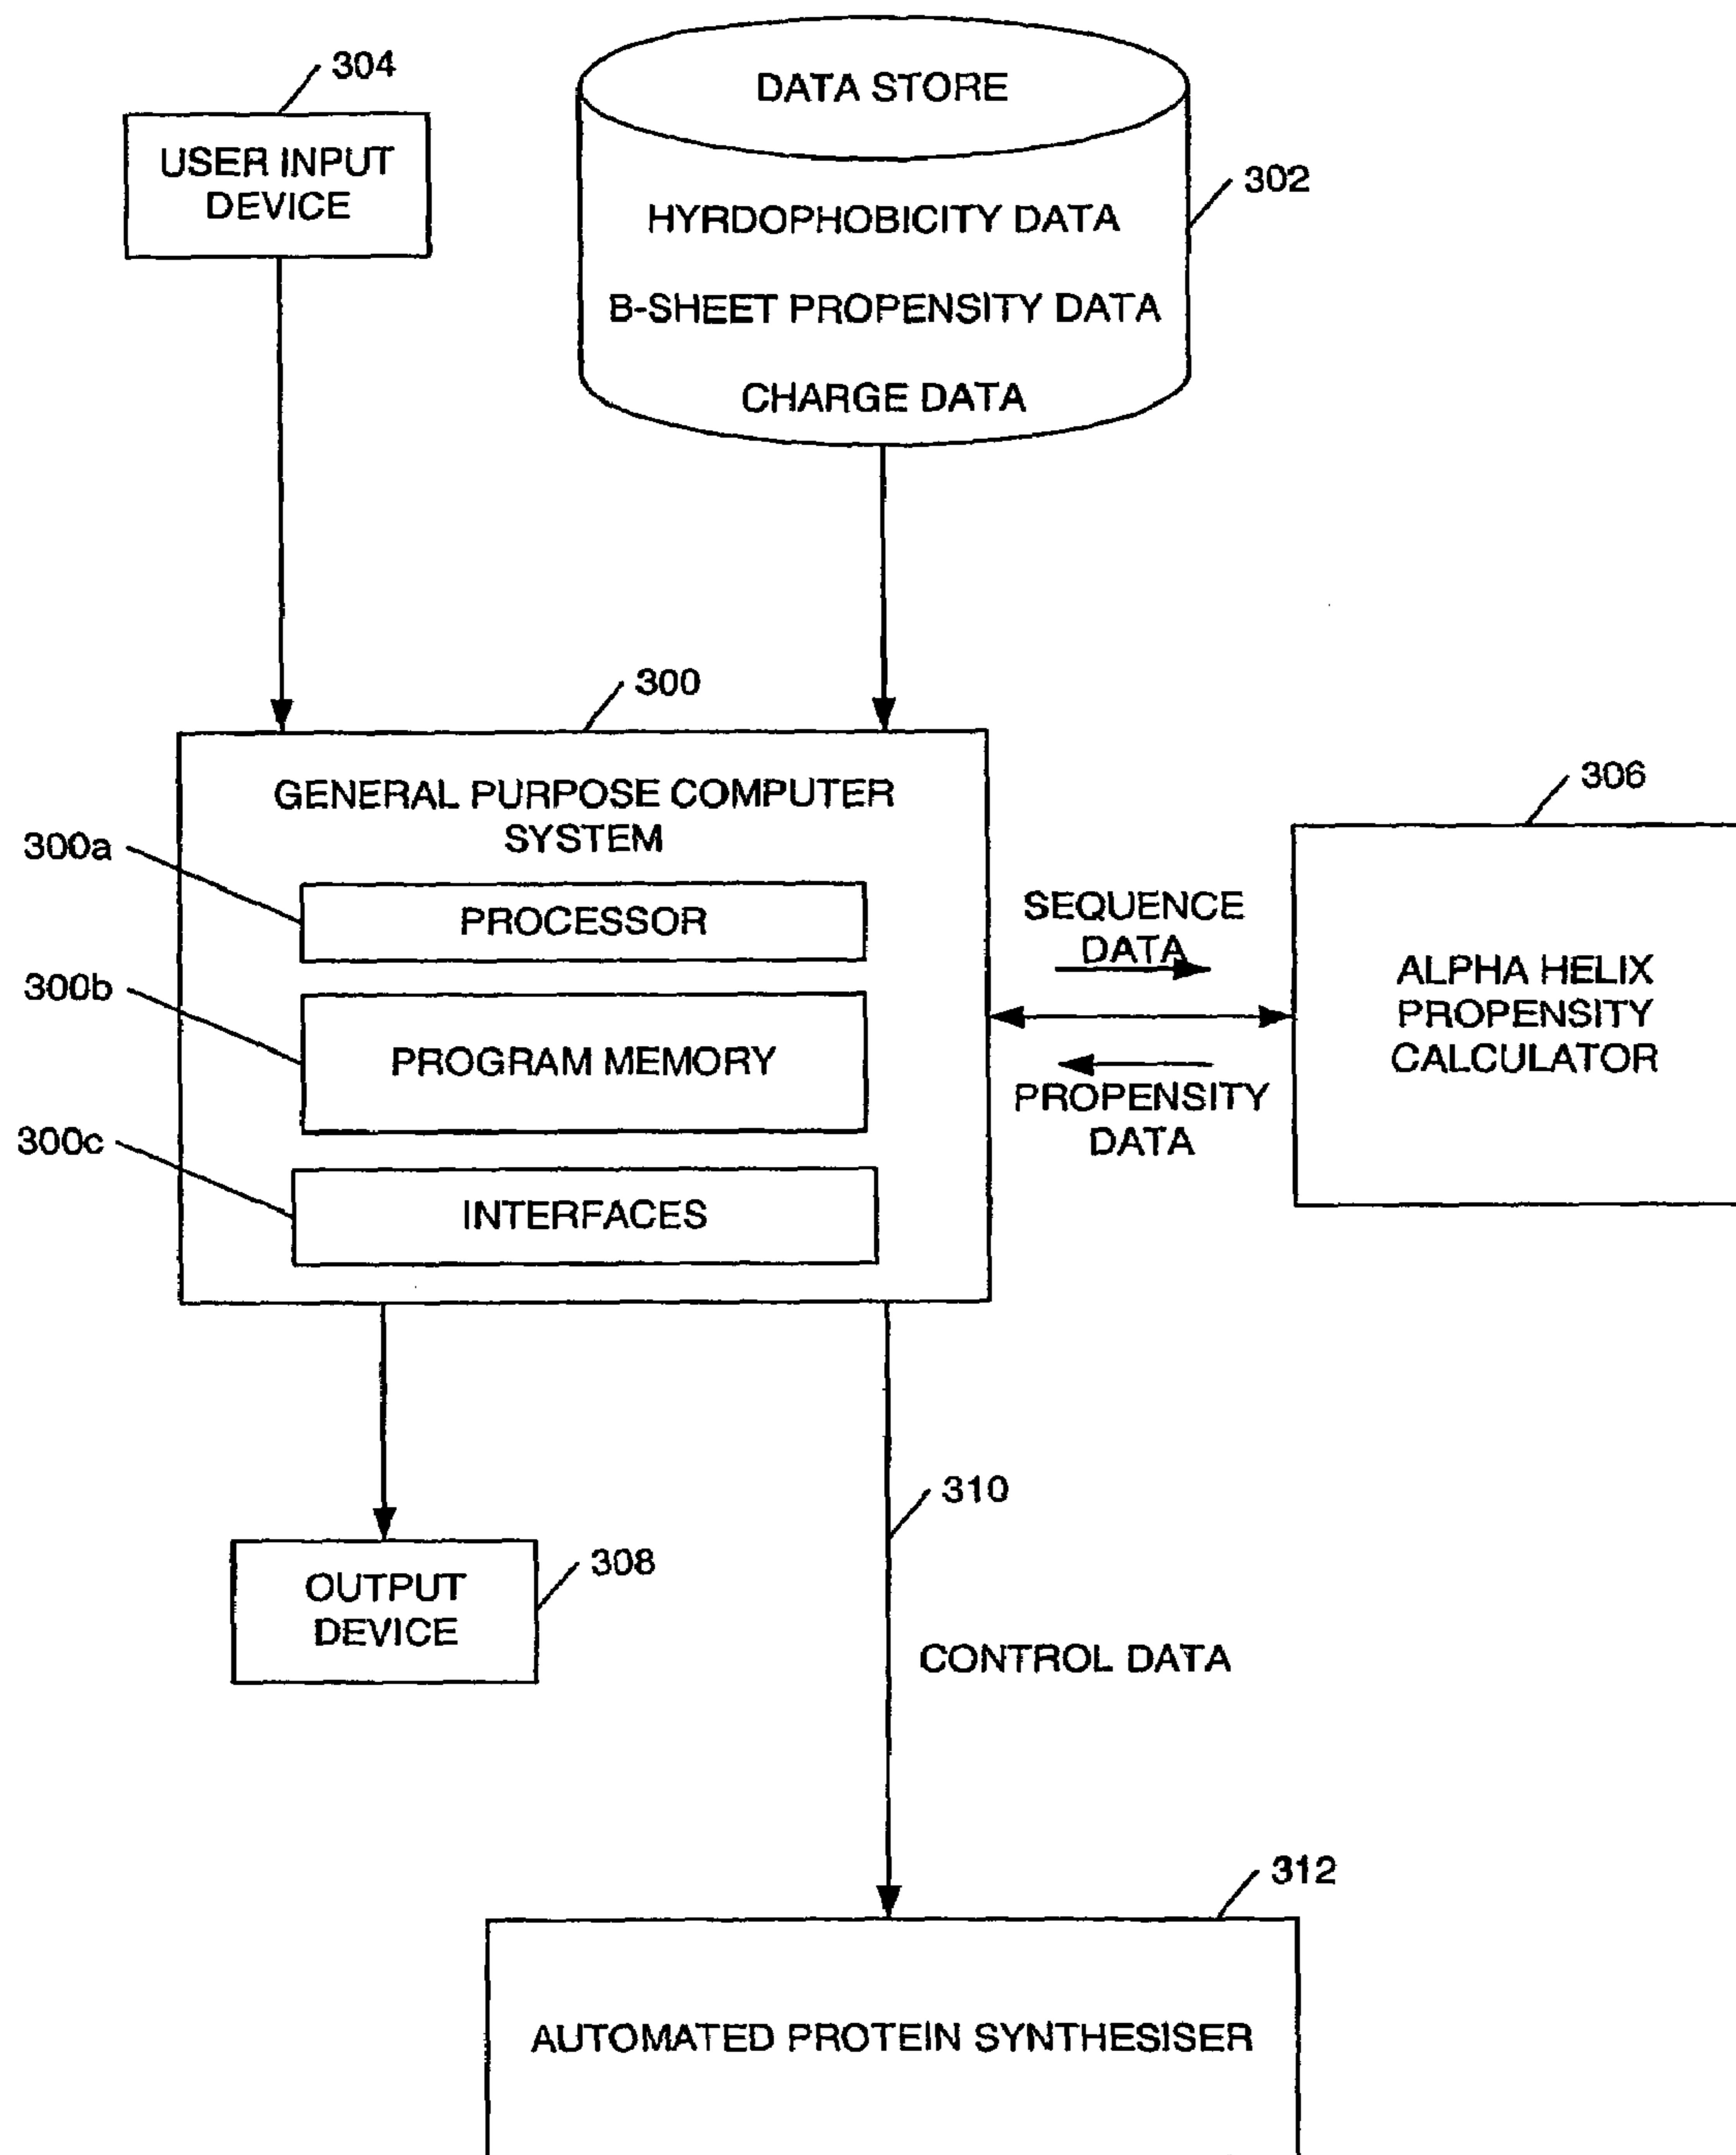 304
USER INPUT
DEVICE
DATA STORE
302
HYRDOPHOBICITY DATA
B-SHEET PROPENSITY DATA
CHARGE DATA
300
GENERAL PURPOSE COMPUTER
SYSTEM
300a
PROCESSOR
300b
PROGRAM MEMORY
300c
INTERFACES
SEQUENCE
DATA
PROPENSITY
DATA
306
ALPHA HELIX
PROPENSITY
CALCULATOR
308
OUTPUT
DEVICE
310
CONTROL DATA
312
AUTOMATED PROTEIN SYNTHESISER